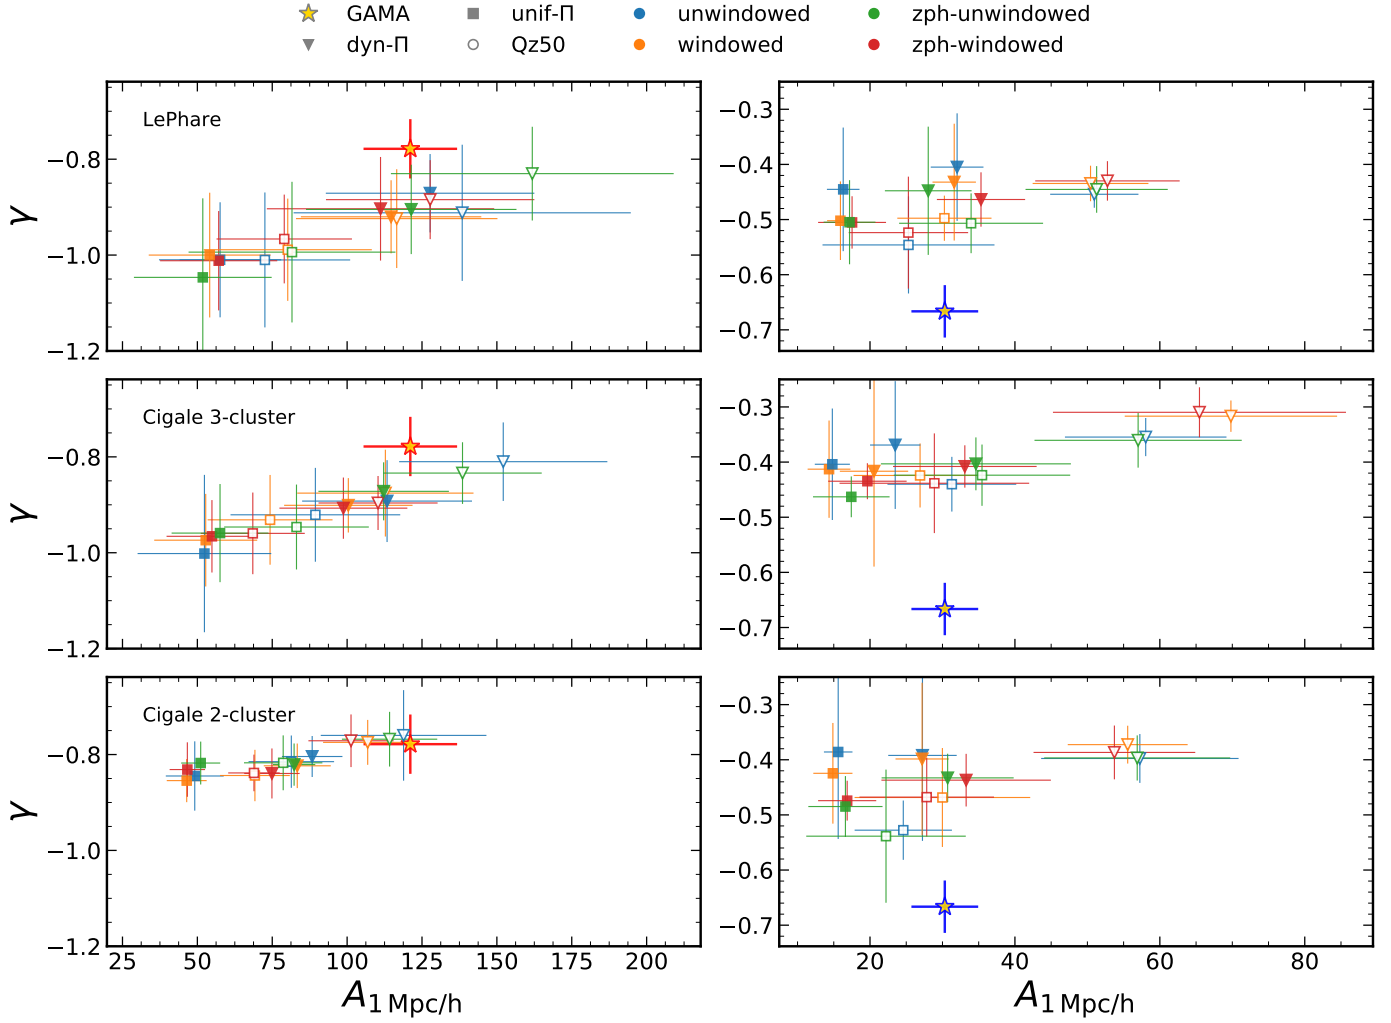 GAMA unif-Π unwindowed zph-unwindowed
dyn-Π Qz50 windowed zph-windowed
LePhare
γ
−0.8
−1.0
−1.2
−0.3
−0.4
−0.5
−0.6
−0.7
Cigale 3-cluster
γ
−0.8
−1.0
−1.2
−0.3
−0.4
−0.5
−0.6
−0.7
Cigale 2-cluster
γ
−0.8
−1.0
−1.2
−0.3
−0.4
−0.5
−0.6
−0.7
25 50 75 100 125 150 175 200
20 40 60 80
A1 Mpc/h
A1 Mpc/h